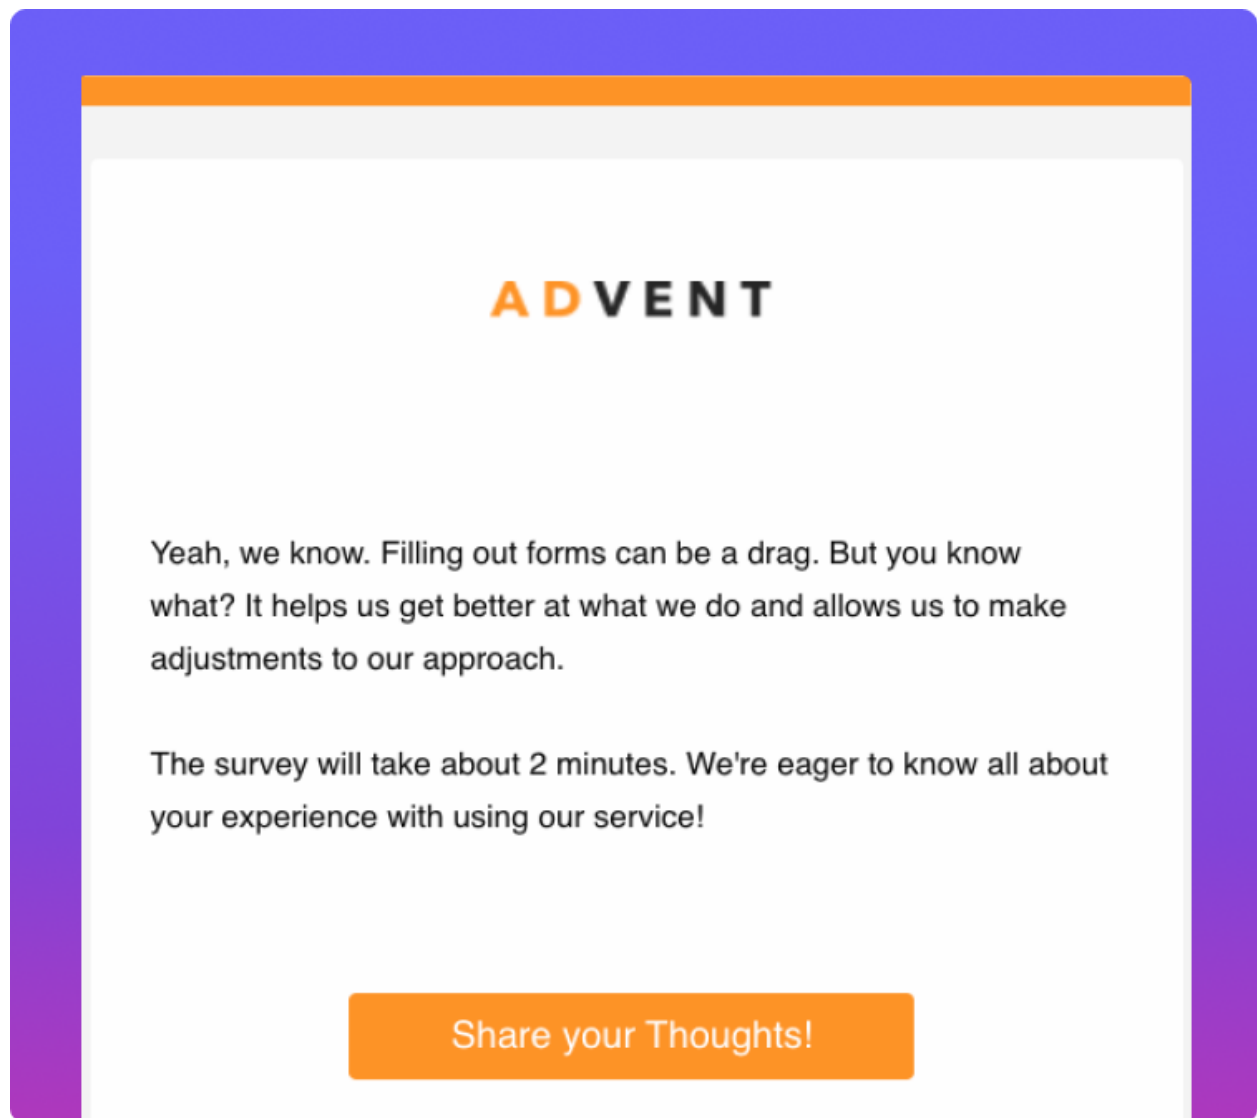 ADVENT
Yeah, we know. Filling out forms can be a drag. But you know
what? It helps us get better at what we do and allows us to make
adjustments to our approach.
The survey will take about 2 minutes. We're eager to know all about
your experience with using our service!
Share your Thoughts!